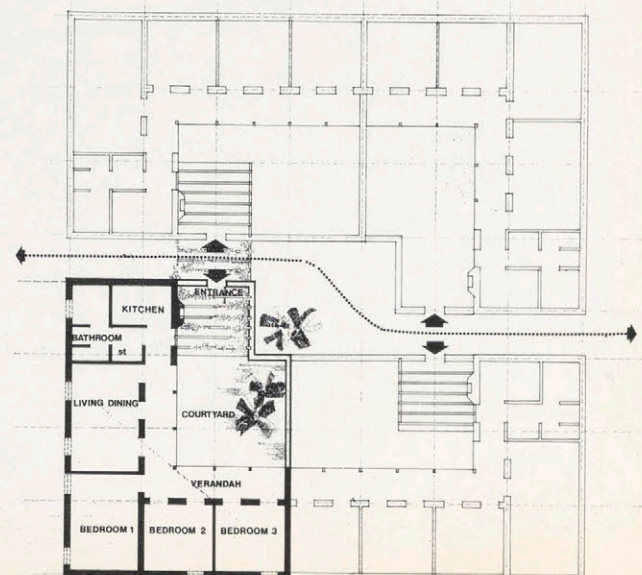 ENTRANCE
KITCHEN
BATHROOM
st
LIVING DINING
COURTYARD
VERANDAH
BEDROOM 1
BEDROOM 2
BEDROOM 3